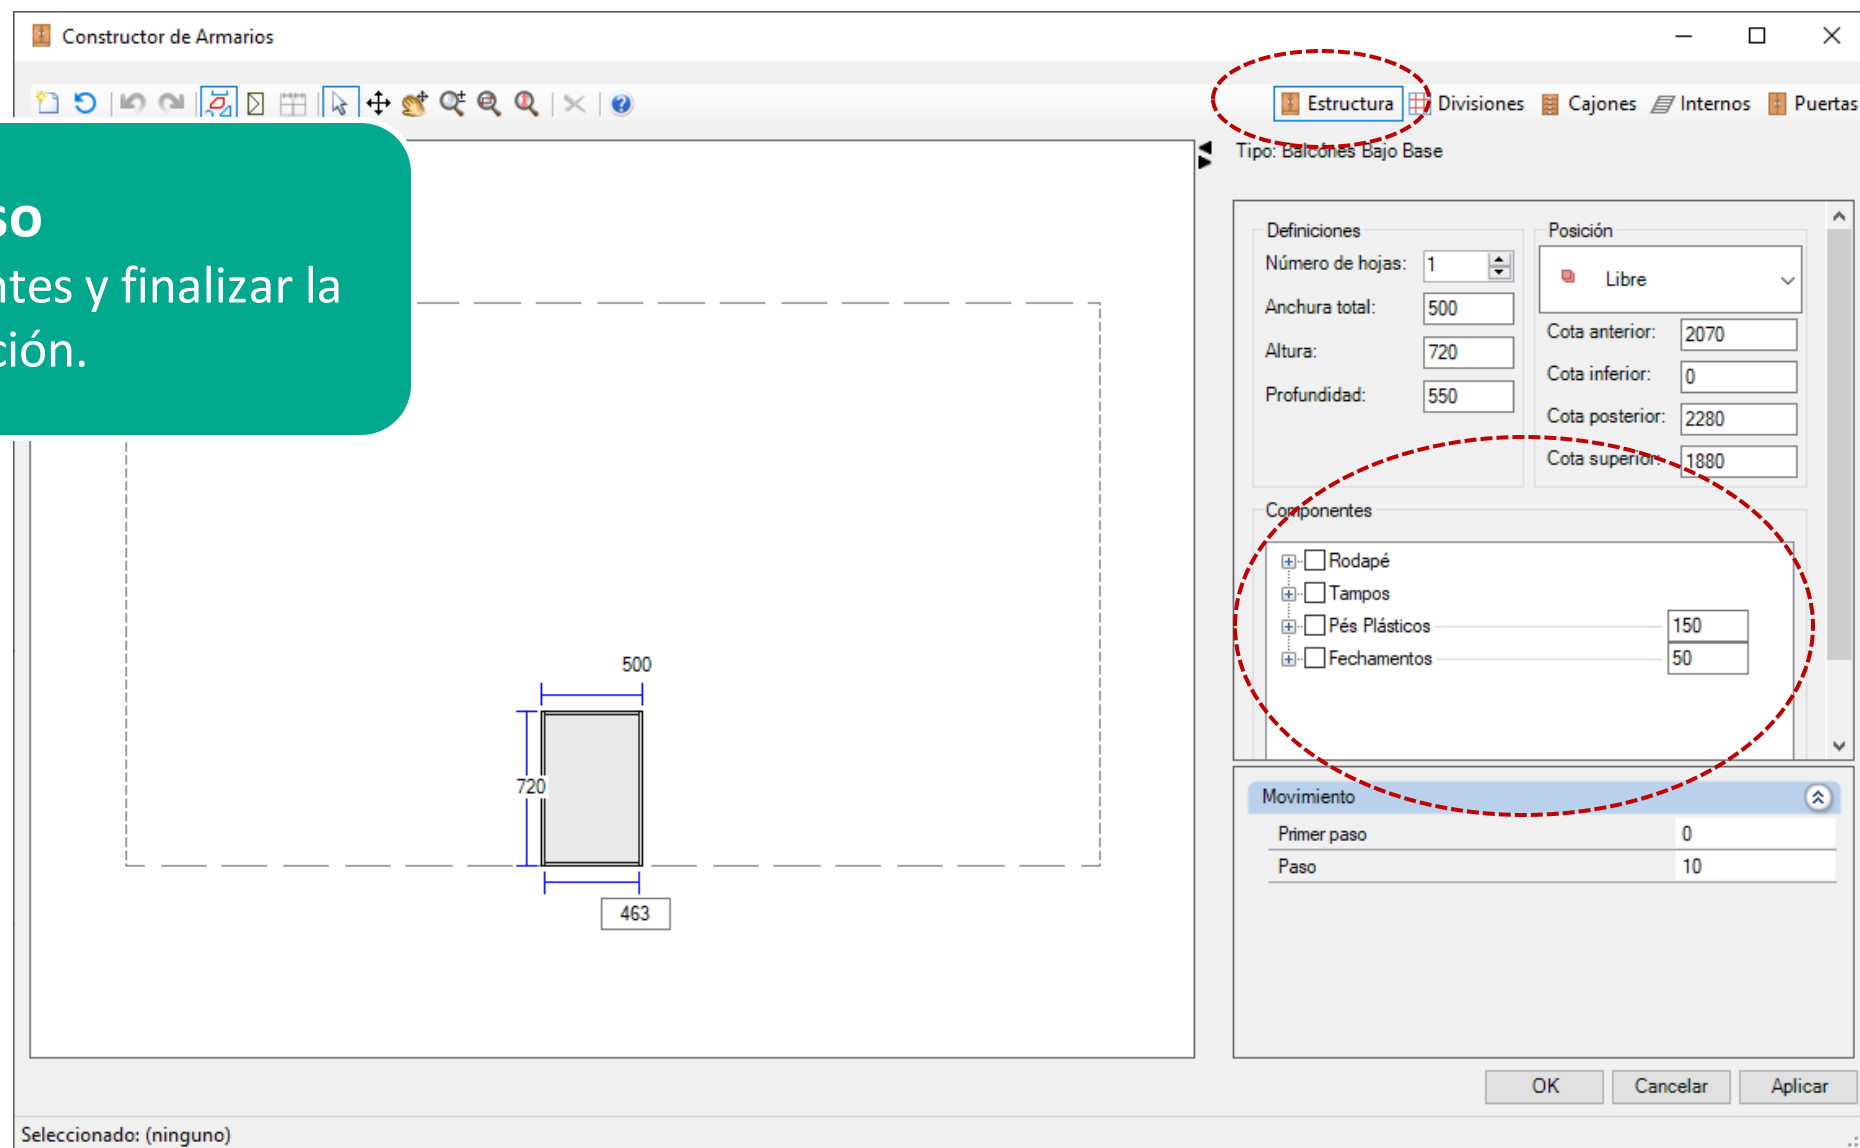 Constructor de Armarios
Estructura Divisiones Cajones Internos Puertas
so
ntes y finalizar la
ción.
Tipo: Balcones Bajo Base
Definiciones
Número de hojas: 1
Anchura total: 500
Altura: 720
Profundidad: 550
Posición
Libre
Cota anterior: 2070
Cota inferior: 0
Cota posterior: 2280
Cota superior: 1880
Componentes
Rodapé
Tampos
Pés Plásticos 150
Fechamentos 50
500
720
463
Movimiento
Primer paso 0
Paso 10
OK Cancelar Aplicar
Seleccionado: (ninguno)